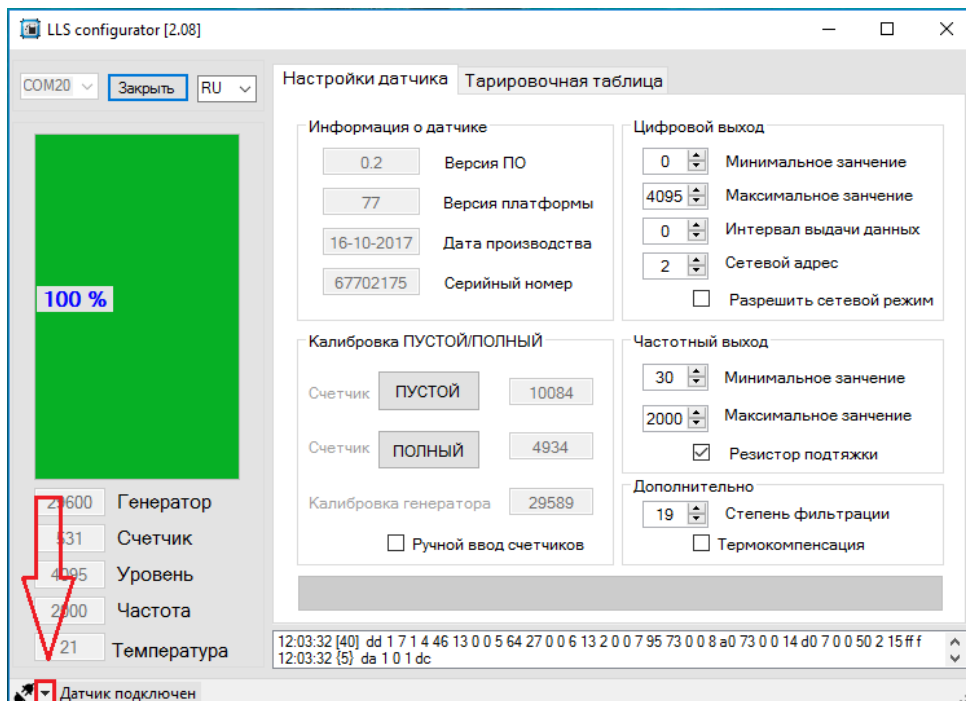 LLS configurator [2.08]
COM20 Закрыть RU
Настройки датчика Тарировочная таблица
100 %
29600 Генератор
531 Счетчик
4095 Уровень
2000 Частота
21 Температура
Информация о датчике
0.2 Версия ПО
77 Версия платформы
16-10-2017 Дата производства
67702175 Серийный номер
Цифровой выход
0 Минимальное занчение
4095 Максимальное занчение
0 Интервал выдачи данных
2 Сетевой адрес
Разрешить сетевой режим
Калибровка ПУСТОЙ/ПОЛНЫЙ
Счетчик ПУСТОЙ 10084
Счетчик ПОЛНЫЙ 4934
Калибровка генератора 29589
Ручной ввод счетчиков
Частотный выход
30 Минимальное занчение
2000 Максимальное занчение
Резистор подтяжки
Дополнительно
19 Степень фильтрации
Термокомпенсация
12:03:32 [40] dd 1 7 1 4 46 13 0 0 5 64 27 0 0 6 13 2 0 0 7 95 73 0 0 8 a0 73 0 0 14 d0 7 0 0 50 2 15 ff f
12:03:32 {5} da 1 0 1 dc
Датчик подключен